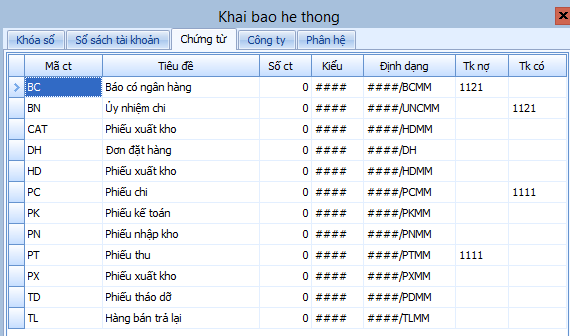 Khai bao he thong
Khóa sổ Sổ sách tài khoản Chứng từ Công ty Phân hệ
Mã ct Tiêu đề Số ct Kiểu Định dạng Tk nợ Tk có
BC Báo có ngân hàng 0 #### ####/BCMM 1121
BN Ủy nhiệm chi 0 #### ####/UNCMM 1121
CAT Phiếu xuất kho 0 #### ####/HDMM
DH Đơn đặt hàng 0 #### ####/DH
HD Phiếu xuất kho 0 #### ####/HDMM
PC Phiếu chi 0 #### ####/PCMM 1111
PK Phiếu kế toán 0 #### ####/PKMM
PN Phiếu nhập kho 0 #### ####/PNMM
PT Phiếu thu 0 #### ####/PTMM 1111
PX Phiếu xuất kho 0 #### ####/PXMM
TD Phiếu tháo dỡ 0 #### ####/PDMM
TL Hàng bán trả lại 0 #### ####/TLMM